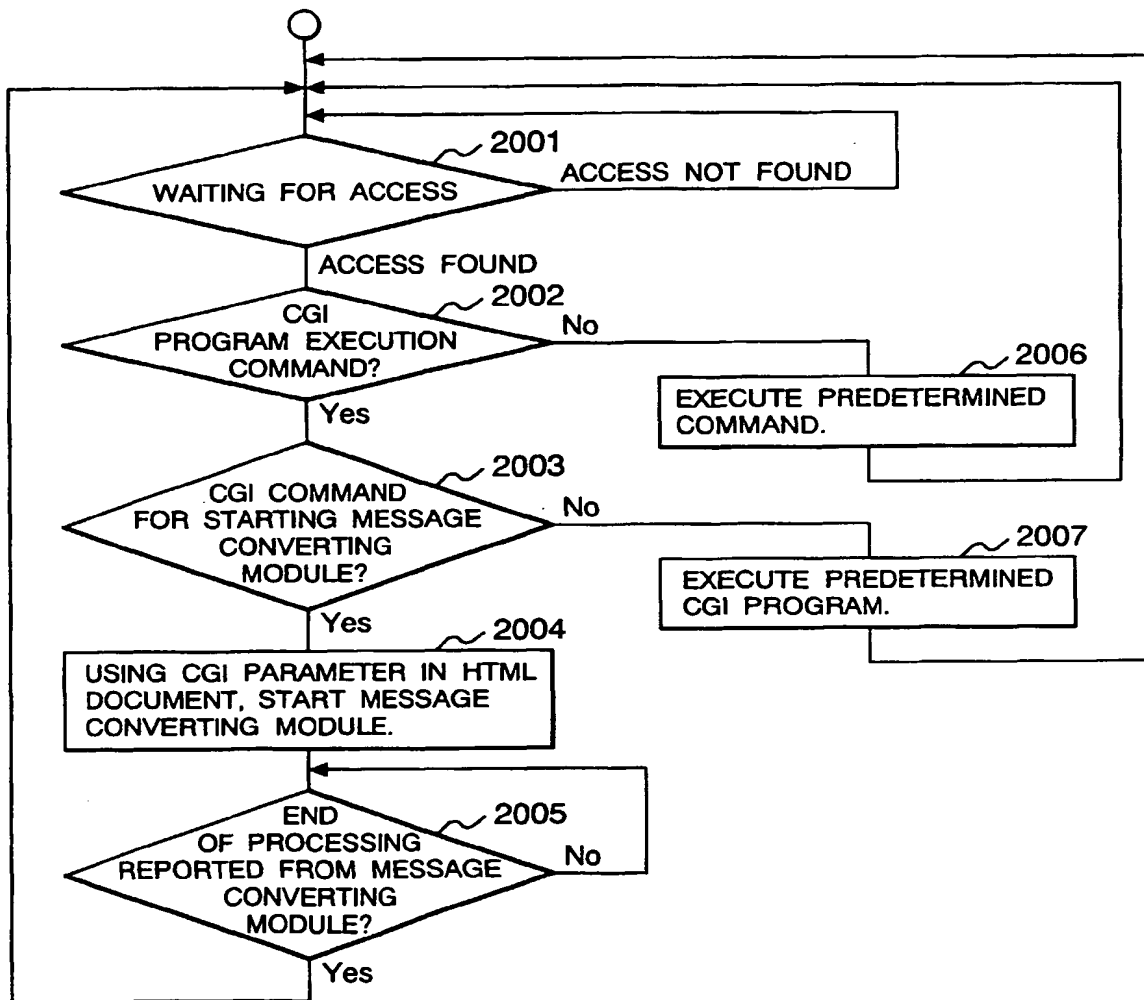 2001
WAITING FOR ACCESS
ACCESS NOT FOUND
ACCESS FOUND
2002
CGI
PROGRAM EXECUTION
COMMAND?
No
Yes
2006
EXECUTE PREDETERMINED
COMMAND.
2003
CGI COMMAND
FOR STARTING MESSAGE
CONVERTING
MODULE?
No
Yes
2007
EXECUTE PREDETERMINED
CGI PROGRAM.
2004
USING CGI PARAMETER IN HTML
DOCUMENT, START MESSAGE
CONVERTING MODULE.
2005
END
OF PROCESSING
REPORTED FROM MESSAGE
CONVERTING
MODULE?
No
Yes